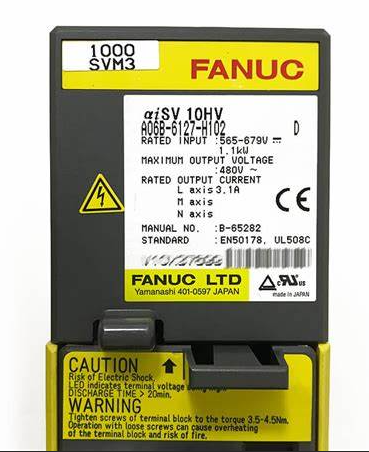 1000
SVM3
FANUC
αiSV 10HV
A06B-6127-H102 D
RATED INPUT :565-679V
1.1kW
MAXIMUM OUTPUT VOLTAGE
:480V ~
RATED OUTPUT CURRENT
L axis 3.1A
M axis
N axis
MANUAL NO. :B-65282
STANDARD :EN50178, UL508C
CE
FANUC LTD
Yamanashi 401-0597 JAPAN
c UL US
made in JAPAN
CAUTION
Risk of Electric Shock.
LED indicates terminal voltage
DISCHARGE TIME > 20min.
WARNING
Tighten screws of terminal block to the torque 3.5-4.5Nm.
Operation with loose screws can cause overheating
of the terminal block and result in fire.